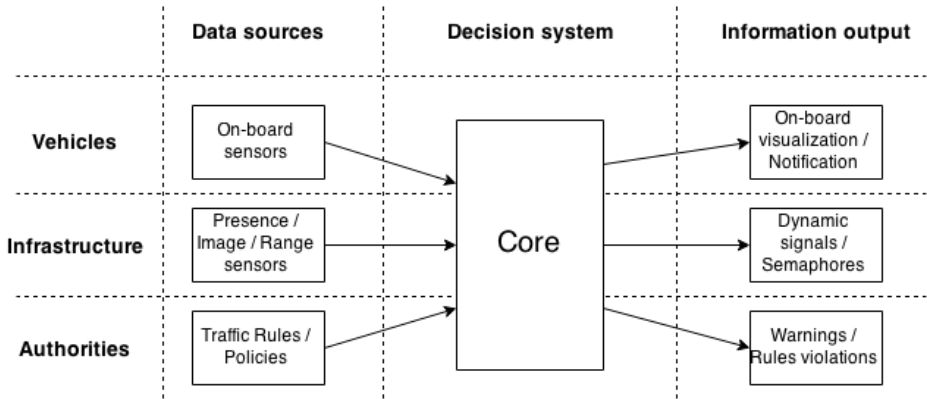 Data sources
Decision system
Information output
Vehicles
On-board
sensors
On-board
visualization /
Notification
Infrastructure
Presence /
Image / Range
sensors
Core
Dynamic
signals /
Semaphores
Authorities
Traffic Rules /
Policies
Warnings /
Rules violations